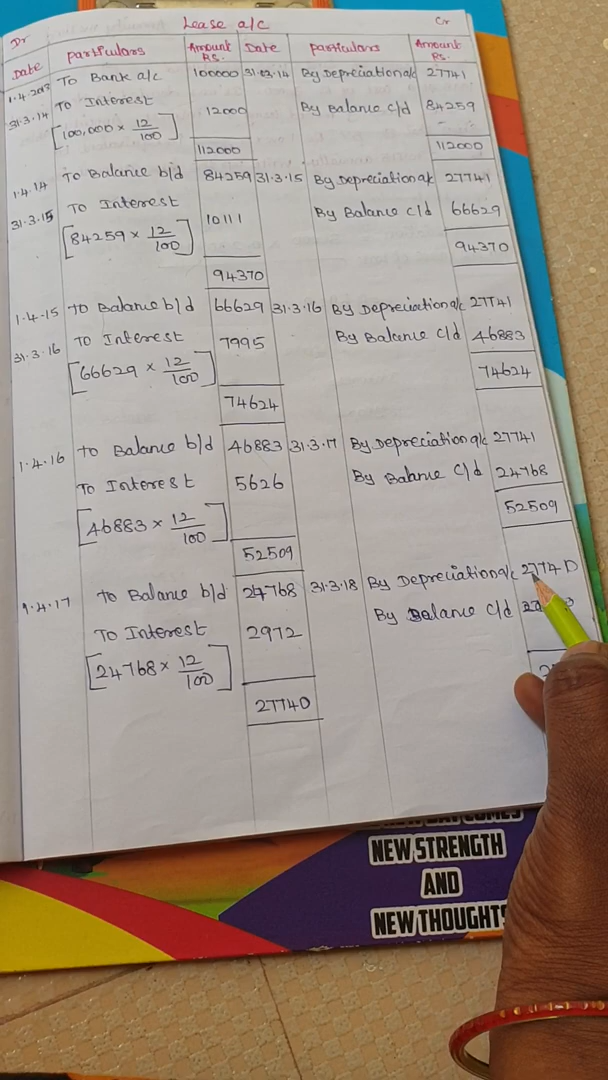 Dr Lease a/c Cr
Date particulars Amount Rs. Date particulars Amount Rs.
1.4.2013 To Bank a/c 100000 31.03.14 By Depreciation a/c 27741
31.3.14 To Interest 12000 By Balance c/d 84259
[100,000 × 12/100]
112000 112000
1.4.14 To Balance b/d 84259 31.3.15 By Depreciation a/c 27741
31.3.15 To Interest 10111 By Balance c/d 66629
[84259 × 12/100]
94370 94370
1.4.15 To Balance b/d 66629 31.3.16 By Depreciation a/c 27741
31.3.16 To Interest 7995 By Balance c/d 46883
[66629 × 12/100]
74624 74624
1.4.16 To Balance b/d 46883 31.3.17 By Depreciation a/c 27741
To Interest 5626 By Balance c/d 24768
[46883 × 12/100]
52509 52509
1.4.17 To Balance b/d 24768 31.3.18 By Depreciation a/c 27740
To Interest 2972 By Balance c/d
[24768 × 12/100]
27740
NEW STRENGTH
AND
NEW THOUGHTS